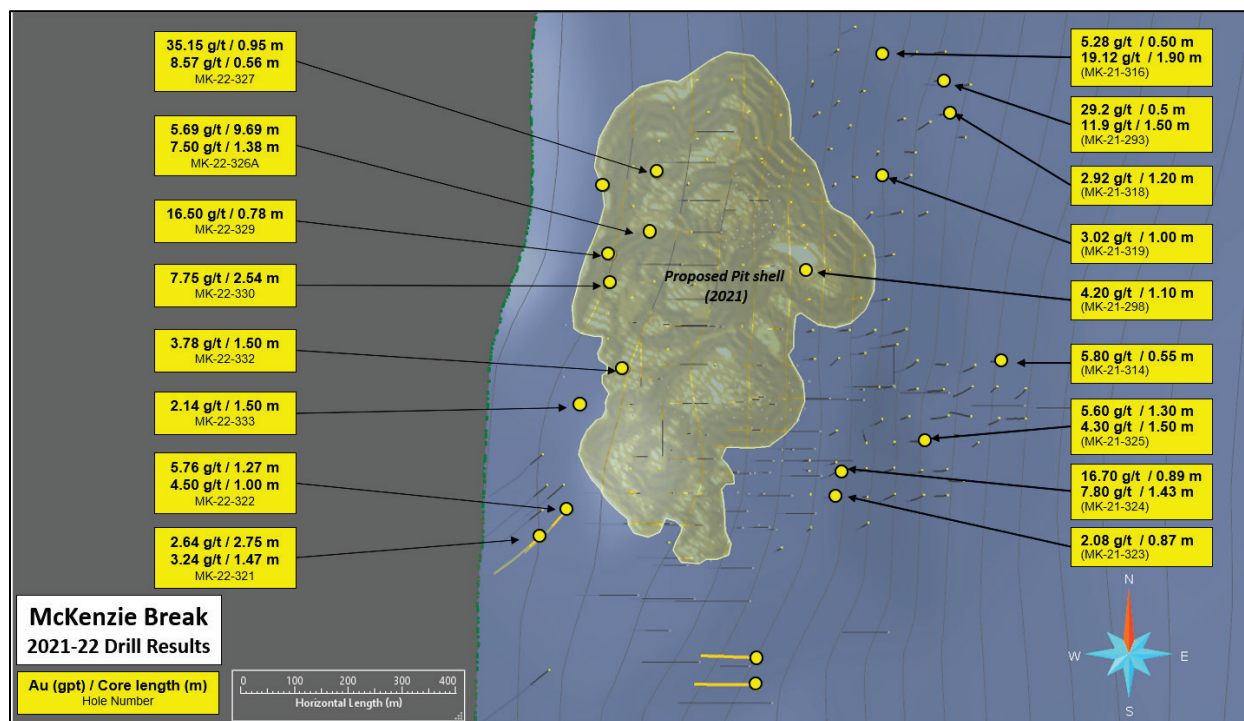 35.15 g/t / 0.95 m
8.57 g/t / 0.56 m
MK-22-327
5.69 g/t / 9.69 m
7.50 g/t / 1.38 m
MK-22-326A
16.50 g/t / 0.78 m
MK-22-329
7.75 g/t / 2.54 m
MK-22-330
3.78 g/t / 1.50 m
MK-22-332
2.14 g/t / 1.50 m
MK-22-333
5.76 g/t / 1.27 m
4.50 g/t / 1.00 m
MK-22-322
2.64 g/t / 2.75 m
3.24 g/t / 1.47 m
MK-22-321
Proposed Pit shell
(2021)
5.28 g/t / 0.50 m
19.12 g/t / 1.90 m
(MK-21-316)
29.2 g/t / 0.5 m
11.9 g/t / 1.50 m
(MK-21-293)
2.92 g/t / 1.20 m
(MK-21-318)
3.02 g/t / 1.00 m
(MK-21-319)
4.20 g/t / 1.10 m
(MK-21-298)
5.80 g/t / 0.55 m
(MK-21-314)
5.60 g/t / 1.30 m
4.30 g/t / 1.50 m
(MK-21-325)
16.70 g/t / 0.89 m
7.80 g/t / 1.43 m
(MK-21-324)
2.08 g/t / 0.87 m
(MK-21-323)
McKenzie Break
2021-22 Drill Results
Au (gpt) / Core length (m)
Hole Number
0 100 200 300 400
Horizontal Length (m)
N
W E
S